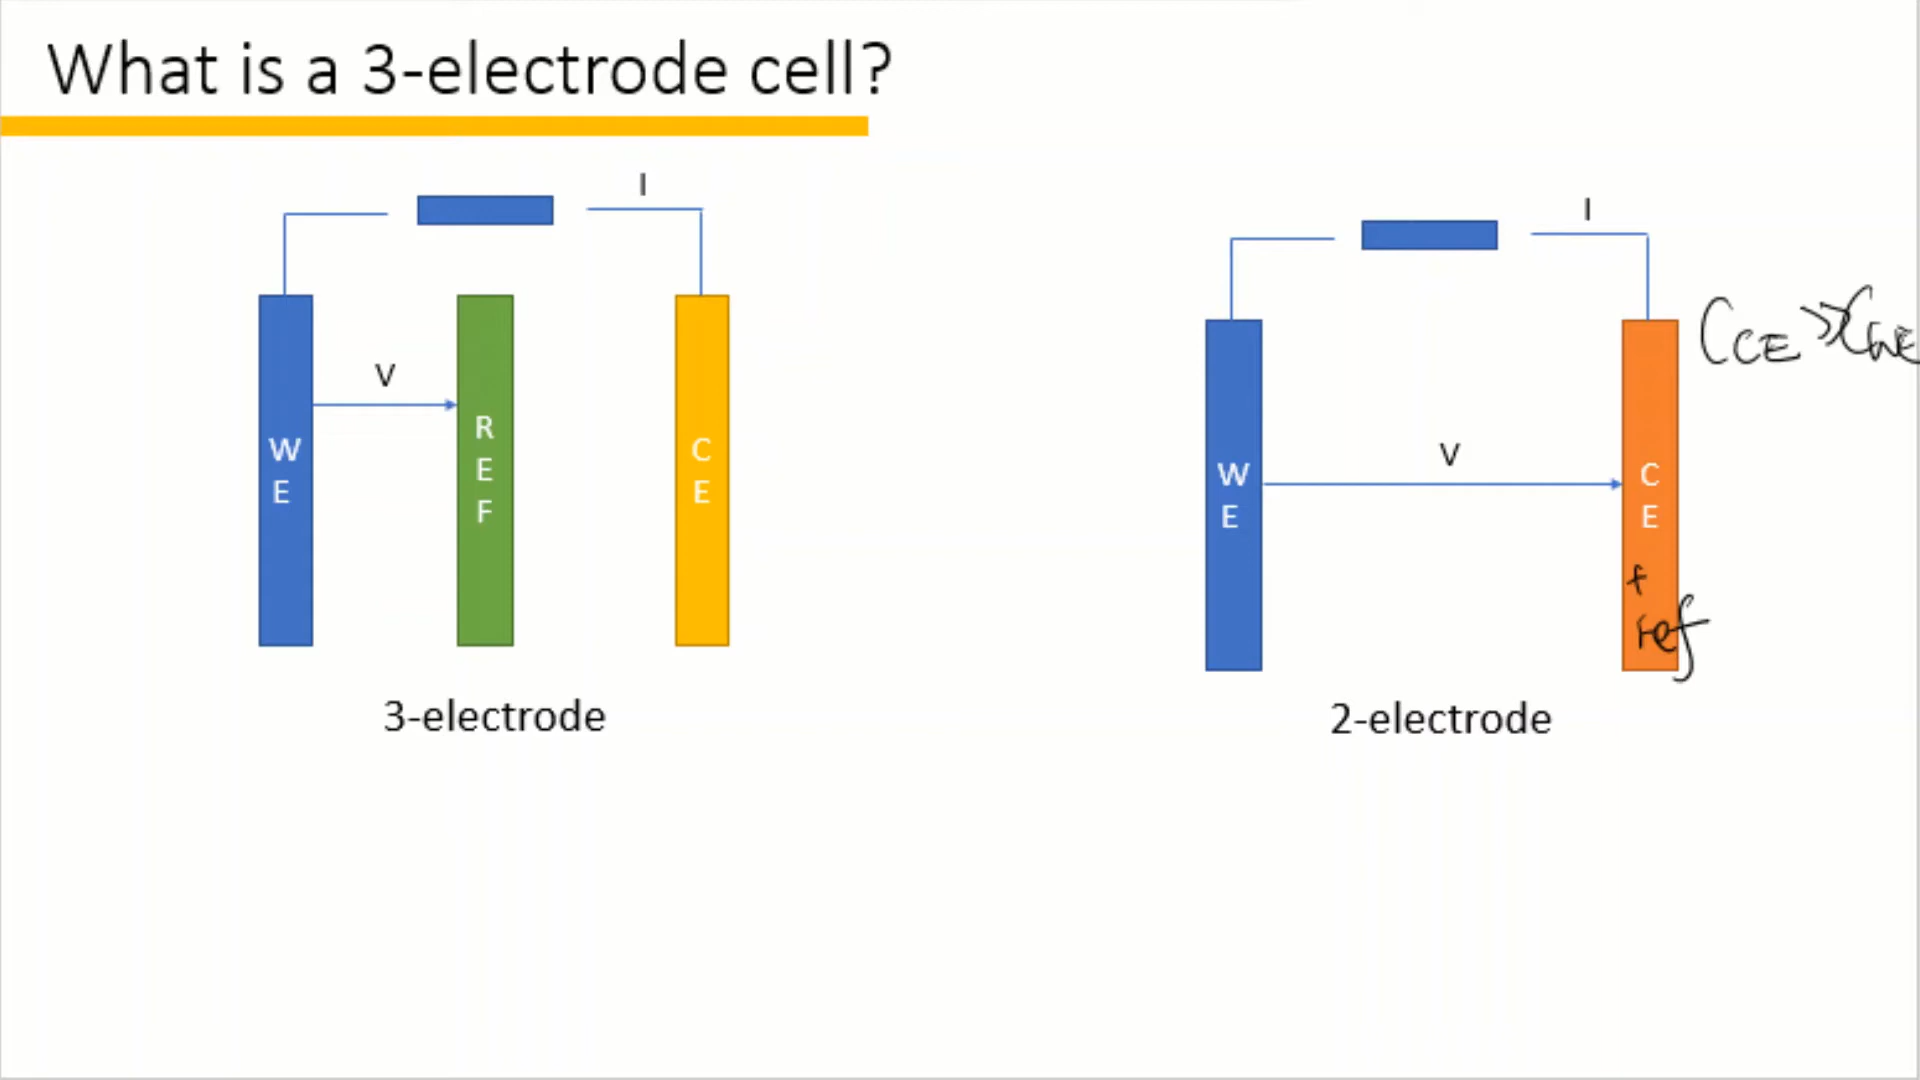 What is a 3-electrode cell?
I
V
W
E
R
E
F
C
E
3-electrode
I
C_CE >> C_WE
V
W
E
C
E
+
ref
2-electrode